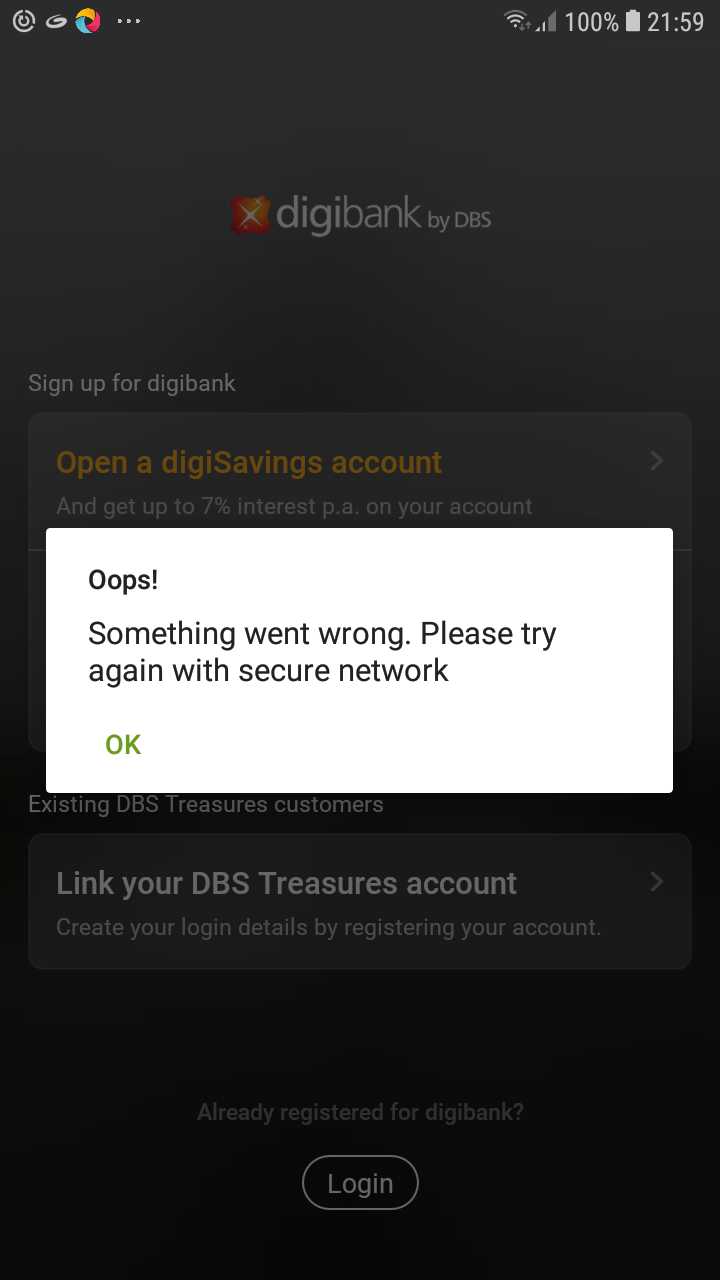 100% 21:59
digibank by DBS
Sign up for digibank
Open a digiSavings account
And get up to 7% interest p.a. on your account
Oops!
Something went wrong. Please try
again with secure network
OK
Existing DBS Treasures customers
Link your DBS Treasures account
Create your login details by registering your account.
Already registered for digibank?
Login